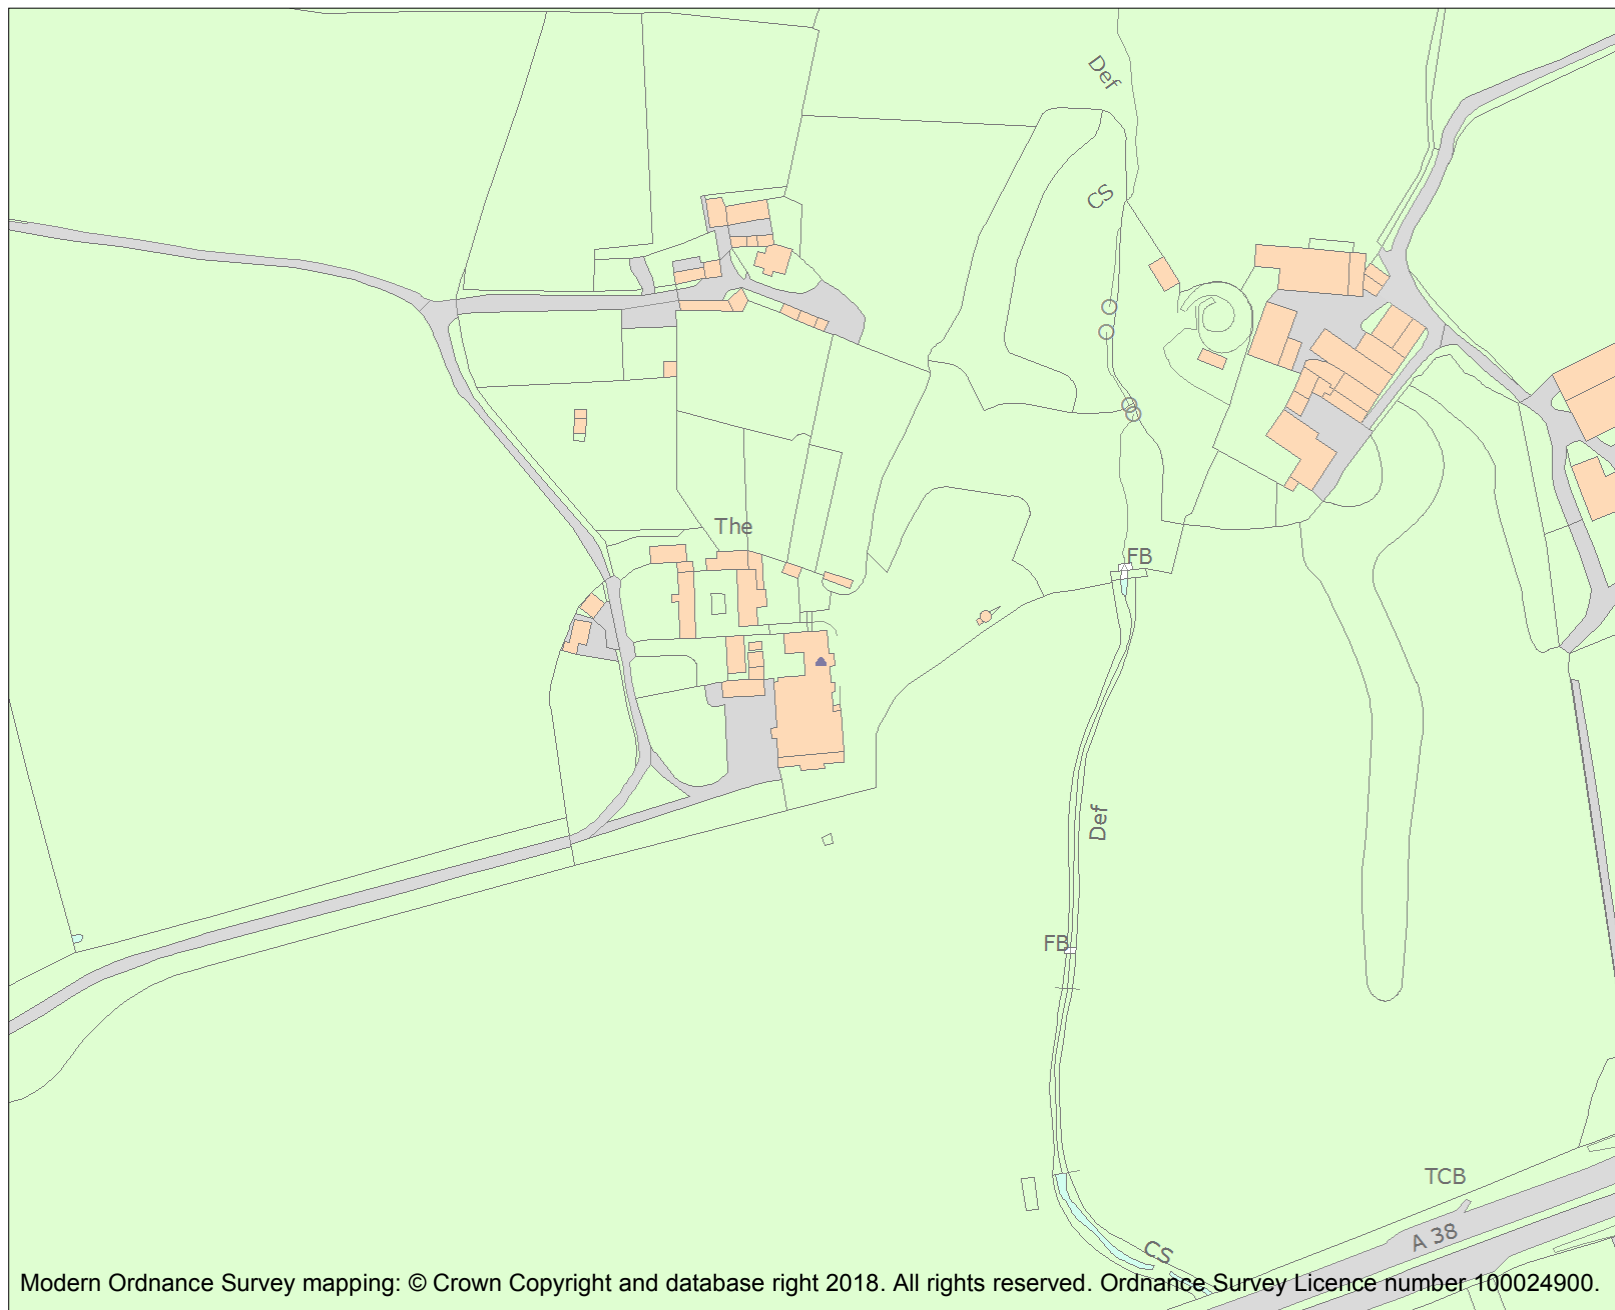 Def
CS
The
FB
Def
FB
TCB
A 38
CS
Modern Ordnance Survey mapping: © Crown Copyright and database right 2018. All rights reserved. Ordnance Survey Licence number 100024900.